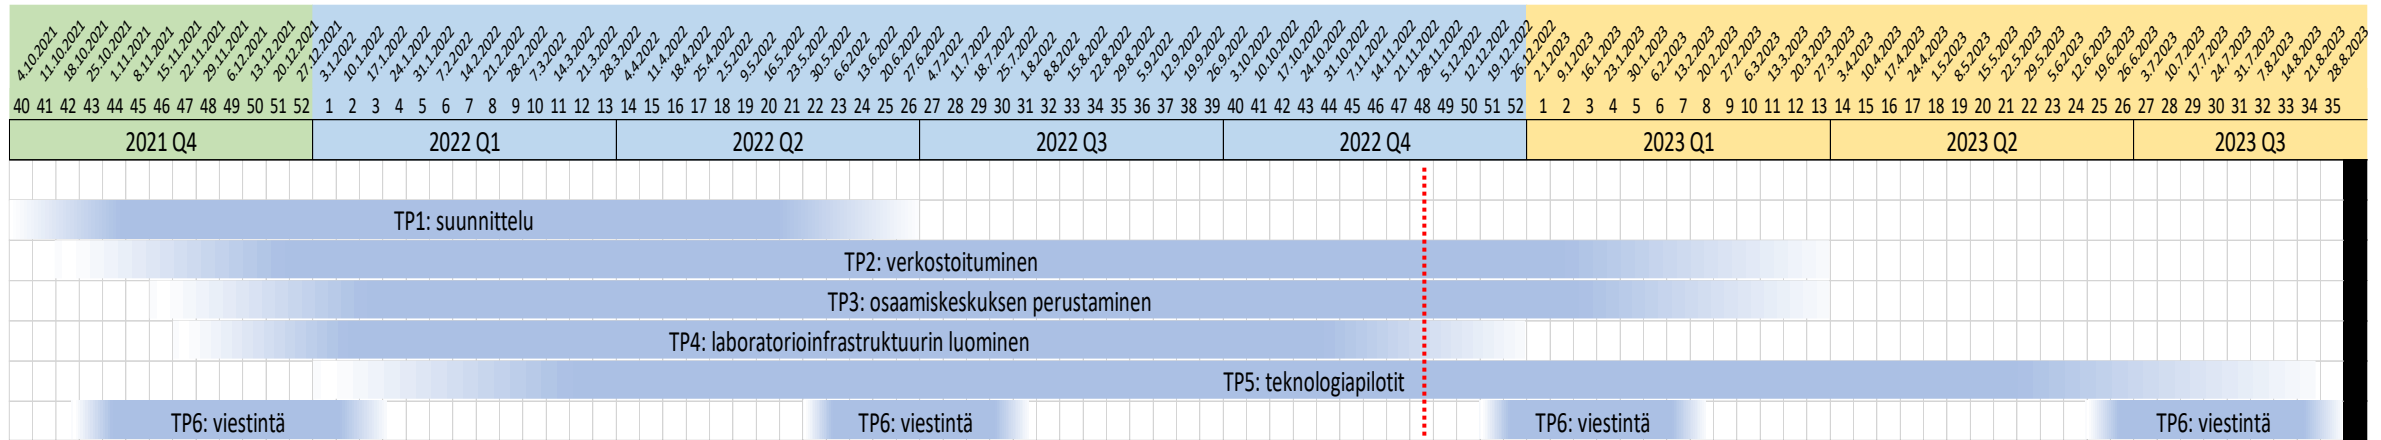 4.10.2021 11.10.2021 18.10.2021 25.10.2021 1.11.2021 8.11.2021 15.11.2021 22.11.2021 29.11.2021 6.12.2021 13.12.2021 20.12.2021 27.12.2021 3.1.2022 10.1.2022 17.1.2022 24.1.2022 31.1.2022 7.2.2022 14.2.2022 21.2.2022 28.2.2022 7.3.2022 14.3.2022 21.3.2022 28.3.2022 4.4.2022 11.4.2022 18.4.2022 25.4.2022 2.5.2022 9.5.2022 16.5.2022 23.5.2022 30.5.2022 6.6.2022 13.6.2022 20.6.2022 27.6.2022 4.7.2022 11.7.2022 18.7.2022 25.7.2022 1.8.2022 8.8.2022 15.8.2022 22.8.2022 29.8.2022 5.9.2022 12.9.2022 19.9.2022 26.9.2022 3.10.2022 10.10.2022 17.10.2022 24.10.2022 31.10.2022 7.11.2022 14.11.2022 21.11.2022 28.11.2022 5.12.2022 12.12.2022 19.12.2022 26.12.2022 2.1.2023 9.1.2023 16.1.2023 23.1.2023 30.1.2023 6.2.2023 13.2.2023 20.2.2023 27.2.2023 6.3.2023 13.3.2023 20.3.2023 27.3.2023 3.4.2023 10.4.2023 17.4.2023 24.4.2023 1.5.2023 8.5.2023 15.5.2023 22.5.2023 29.5.2023 5.6.2023 12.6.2023 19.6.2023 26.6.2023 3.7.2023 10.7.2023 17.7.2023 24.7.2023 31.7.2023 7.8.2023 14.8.2023 21.8.2023 28.8.2023
40 41 42 43 44 45 46 47 48 49 50 51 52 1 2 3 4 5 6 7 8 9 10 11 12 13 14 15 16 17 18 19 20 21 22 23 24 25 26 27 28 29 30 31 32 33 34 35 36 37 38 39 40 41 42 43 44 45 46 47 48 49 50 51 52 1 2 3 4 5 6 7 8 9 10 11 12 13 14 15 16 17 18 19 20 21 22 23 24 25 26 27 28 29 30 31 32 33 34 35
2021 Q4 2022 Q1 2022 Q2 2022 Q3 2022 Q4 2023 Q1 2023 Q2 2023 Q3
TP1: suunnittelu
TP2: verkostoituminen
TP3: osaamiskeskuksen perustaminen
TP4: laboratorioinfrastruktuurin luominen
TP5: teknologiapilotit
TP6: viestintä TP6: viestintä TP6: viestintä TP6: viestintä